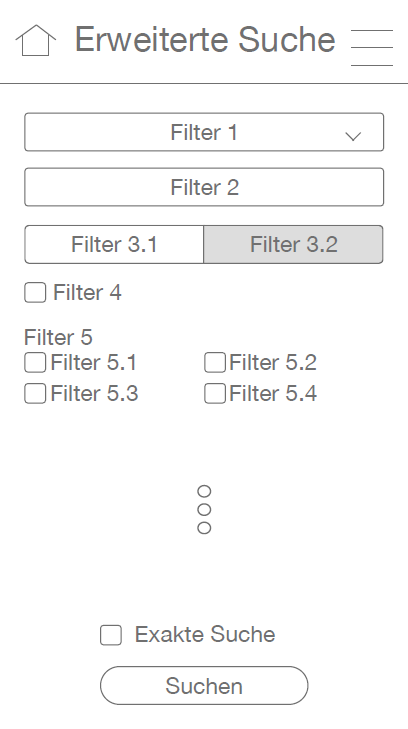 Erweiterte Suche
Filter 1
Filter 2
Filter 3.1 Filter 3.2
Filter 4
Filter 5
Filter 5.1 Filter 5.2
Filter 5.3 Filter 5.4
Exakte Suche
Suchen